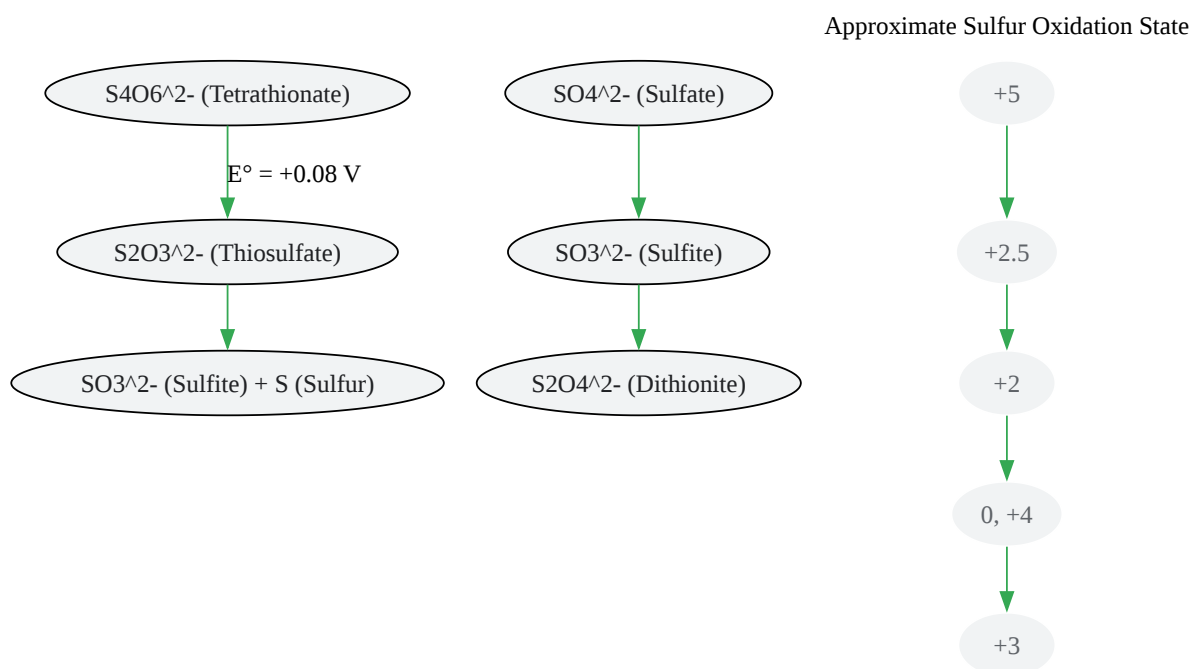 Approximate Sulfur Oxidation State
S4O6^2- (Tetrathionate)
SO4^2- (Sulfate)
+5
E° = +0.08 V
S2O3^2- (Thiosulfate)
SO3^2- (Sulfite)
+2.5
SO3^2- (Sulfite) + S (Sulfur)
S2O4^2- (Dithionite)
+2
0, +4
+3